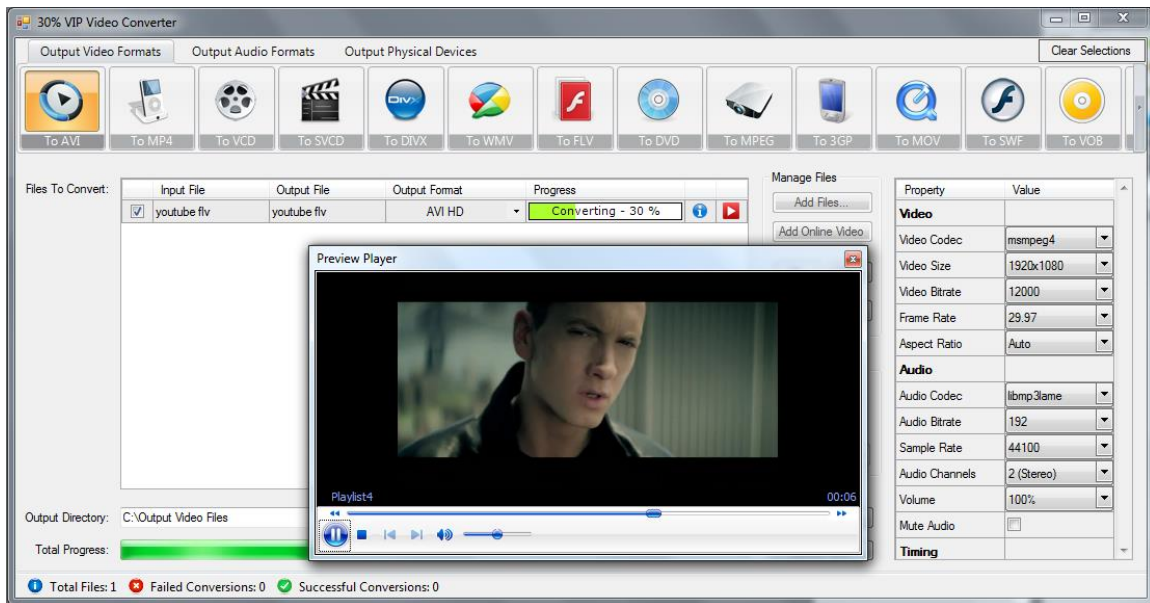 30% VIP Video Converter
Output Video Formats Output Audio Formats Output Physical Devices Clear Selections
DIVX
To AVI To MP4 To VCD To SVCD To DIVX To WMV To FLV To DVD To MPEG To 3GP To MOV To SWF To VOB
Files To Convert:
Input File Output File Output Format Progress
youtube flv youtube flv AVI HD Converting - 30 %
Manage Files
Add Files...
Add Online Video
Property Value
Video
Video Codec msmpeg4
Video Size 1920x1080
Video Bitrate 12000
Frame Rate 29.97
Aspect Ratio Auto
Audio
Audio Codec libmp3lame
Audio Bitrate 192
Sample Rate 44100
Audio Channels 2 (Stereo)
Volume 100%
Mute Audio
Timing
Preview Player
Playlist4 00:06
Output Directory: C:\Output Video Files
Total Progress:
Total Files: 1 Failed Conversions: 0 Successful Conversions: 0